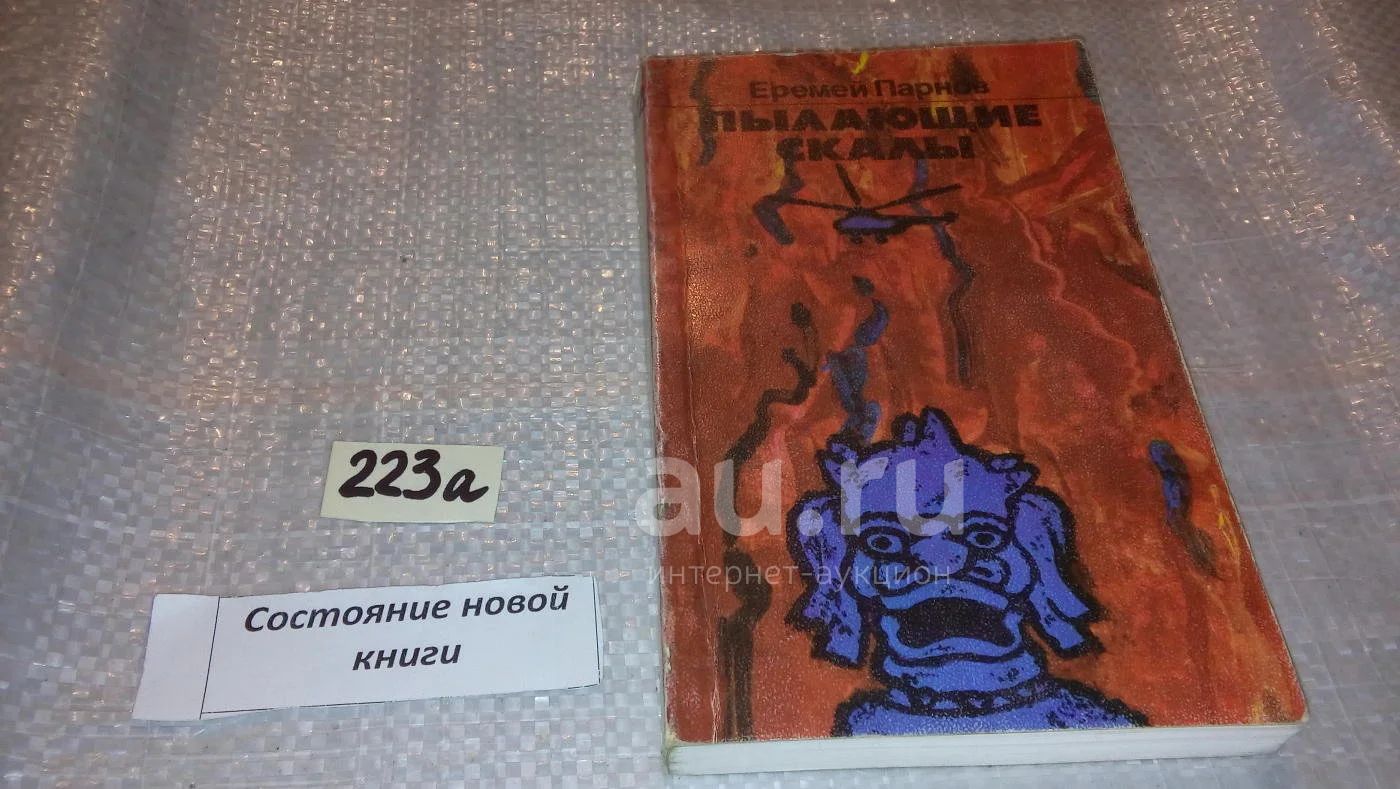 Еремей Парнов
ПЫЛАЮЩИЕ
СКАЛЫ
223а
au.ru
интернет-аукцион
Состояние новой
книги